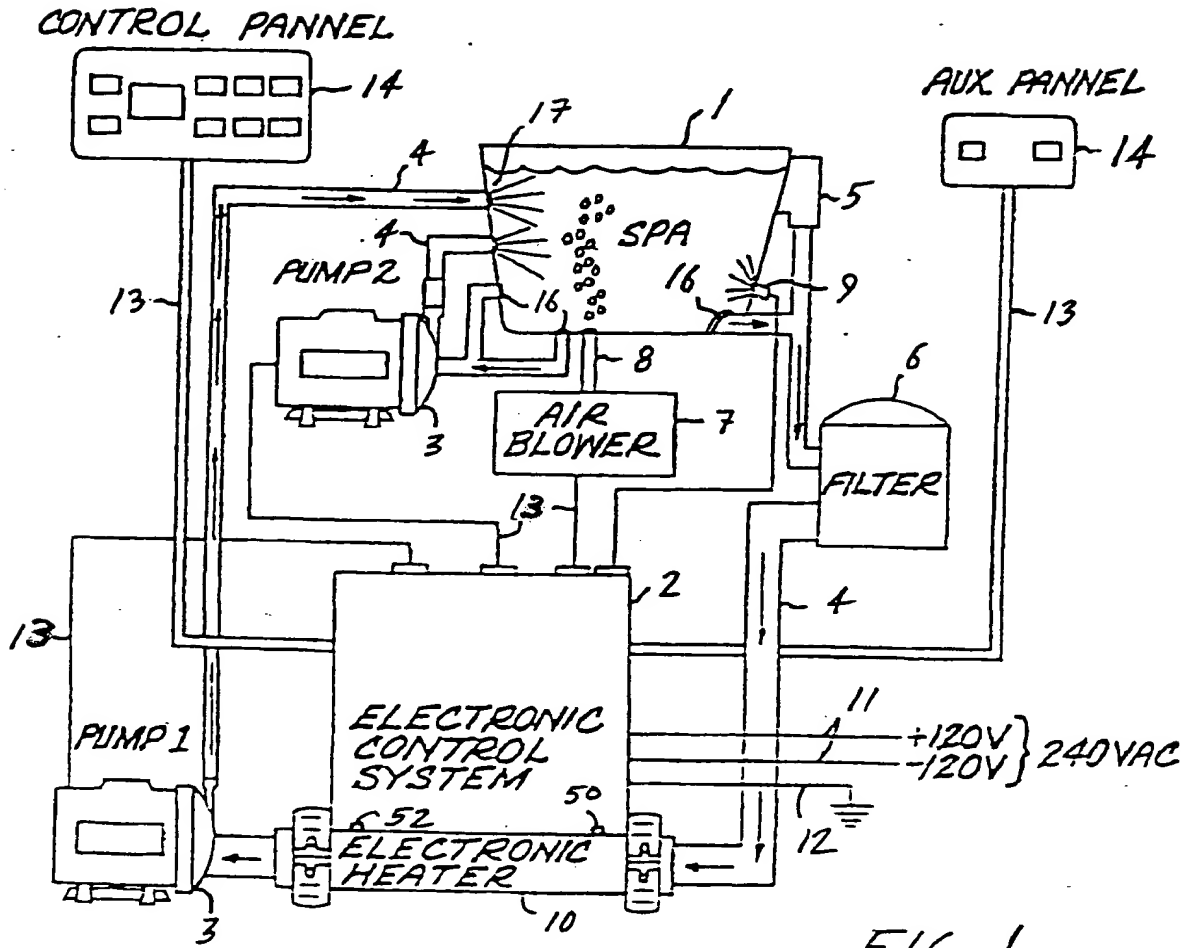 CONTROL PANNEL
14
AUX PANNEL
14
1
17
4
5
SPA
4
PUMP 2
16
16
9
13
13
6
8
3
AIR
BLOWER
7
FILTER
13
2
4
13
ELECTRONIC
CONTROL
SYSTEM
11
+120V
-120V
240VAC
PUMP 1
12
52
50
ELECTRONIC
HEATER
3
10
FIG. 1